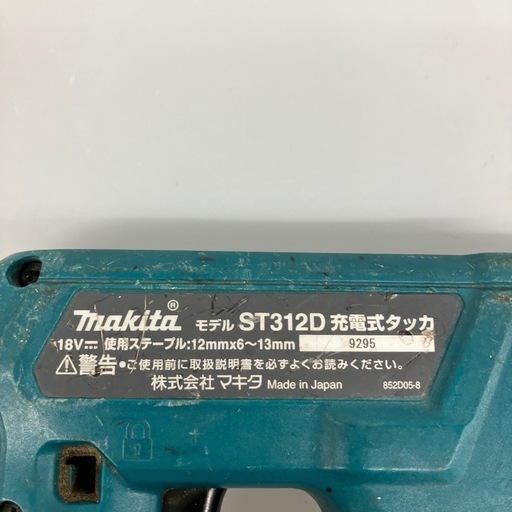 makita® モデル ST312D 充電式タッカ
18V⎓ 使用ステープル:12mmx6〜13mm 9295
⚠警告 •ご使用前に取扱説明書を必ずよくお読みください。
株式会社マキタ Made in Japan 852D05-8